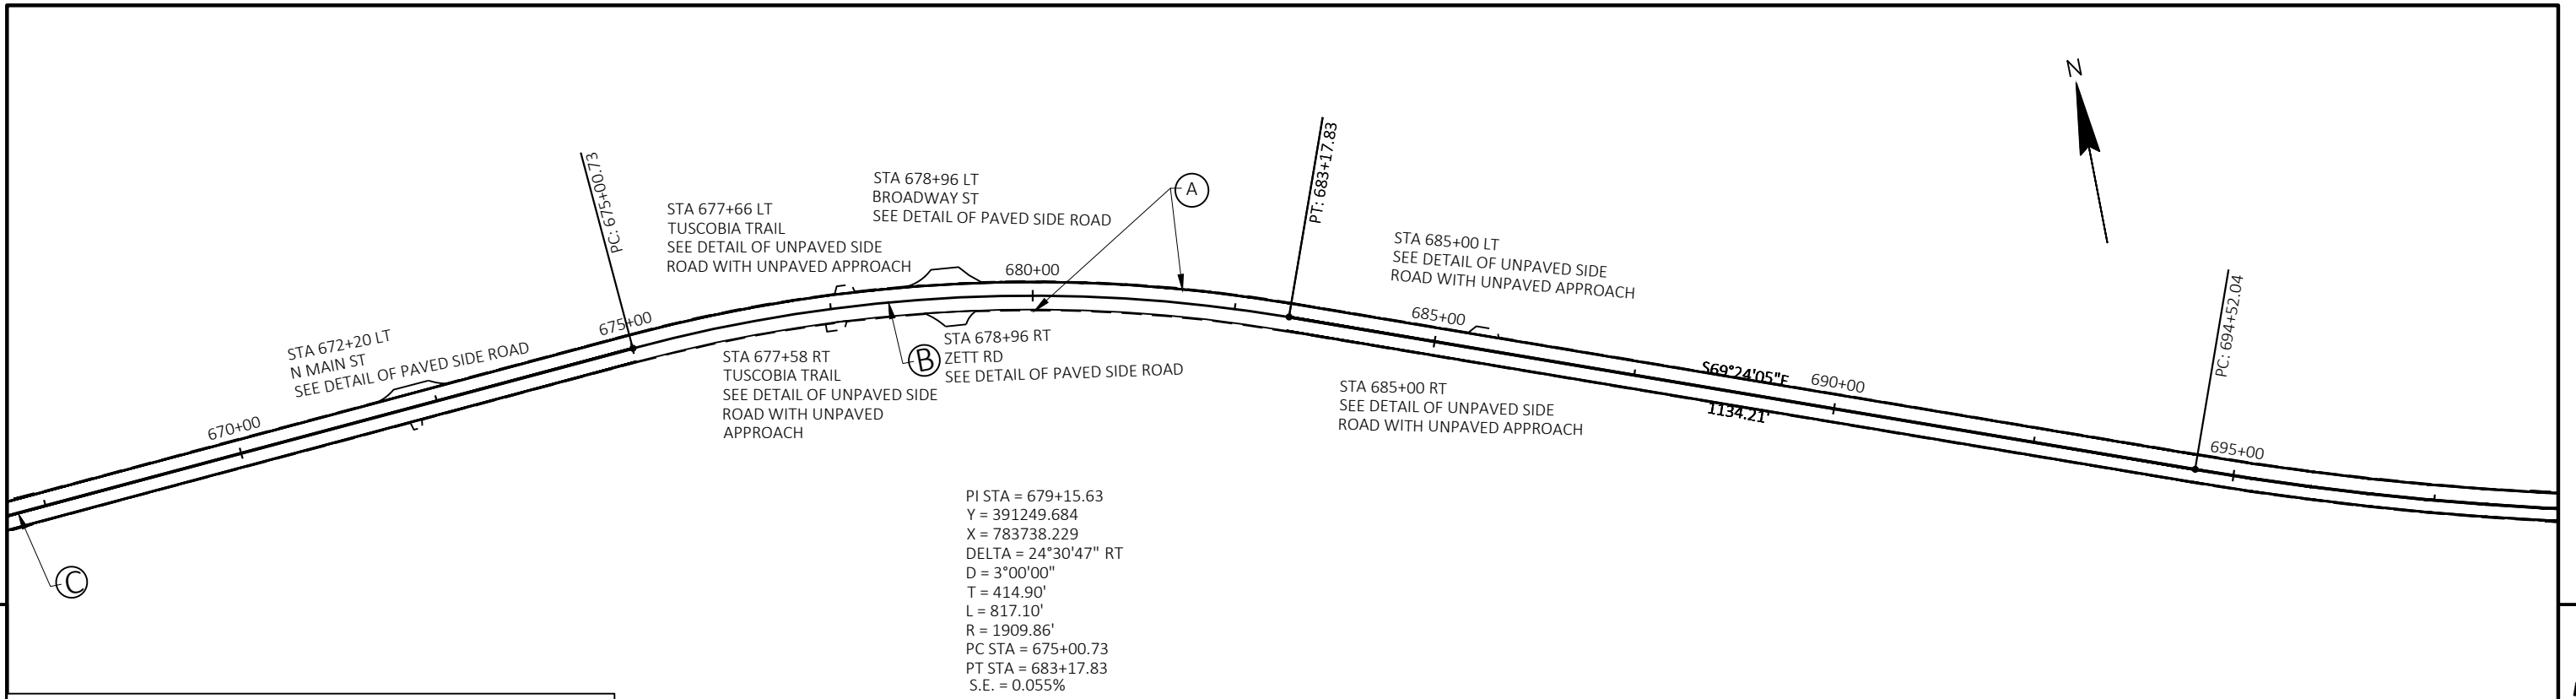 N
PC: 675+00.73
STA 677+66 LT
TUSCOBIA TRAIL
SEE DETAIL OF UNPAVED SIDE
ROAD WITH UNPAVED APPROACH
STA 678+96 LT
BROADWAY ST
SEE DETAIL OF PAVED SIDE ROAD
A
PT: 683+17.83
STA 685+00 LT
SEE DETAIL OF UNPAVED SIDE
ROAD WITH UNPAVED APPROACH
PC: 694+52.04
STA 672+20 LT
N MAIN ST
SEE DETAIL OF PAVED SIDE ROAD
670+00
675+00
680+00
685+00
S69°24'05"E
1134.21'
690+00
695+00
STA 677+58 RT
TUSCOBIA TRAIL
SEE DETAIL OF UNPAVED SIDE
ROAD WITH UNPAVED
APPROACH
B
STA 678+96 RT
ZETT RD
SEE DETAIL OF PAVED SIDE ROAD
STA 685+00 RT
SEE DETAIL OF UNPAVED SIDE
ROAD WITH UNPAVED APPROACH
C
PI STA = 679+15.63
Y = 391249.684
X = 783738.229
DELTA = 24°30'47" RT
D = 3°00'00"
T = 414.90'
L = 817.10'
R = 1909.86'
PC STA = 675+00.73
PT STA = 683+17.83
S.E. = 0.055%